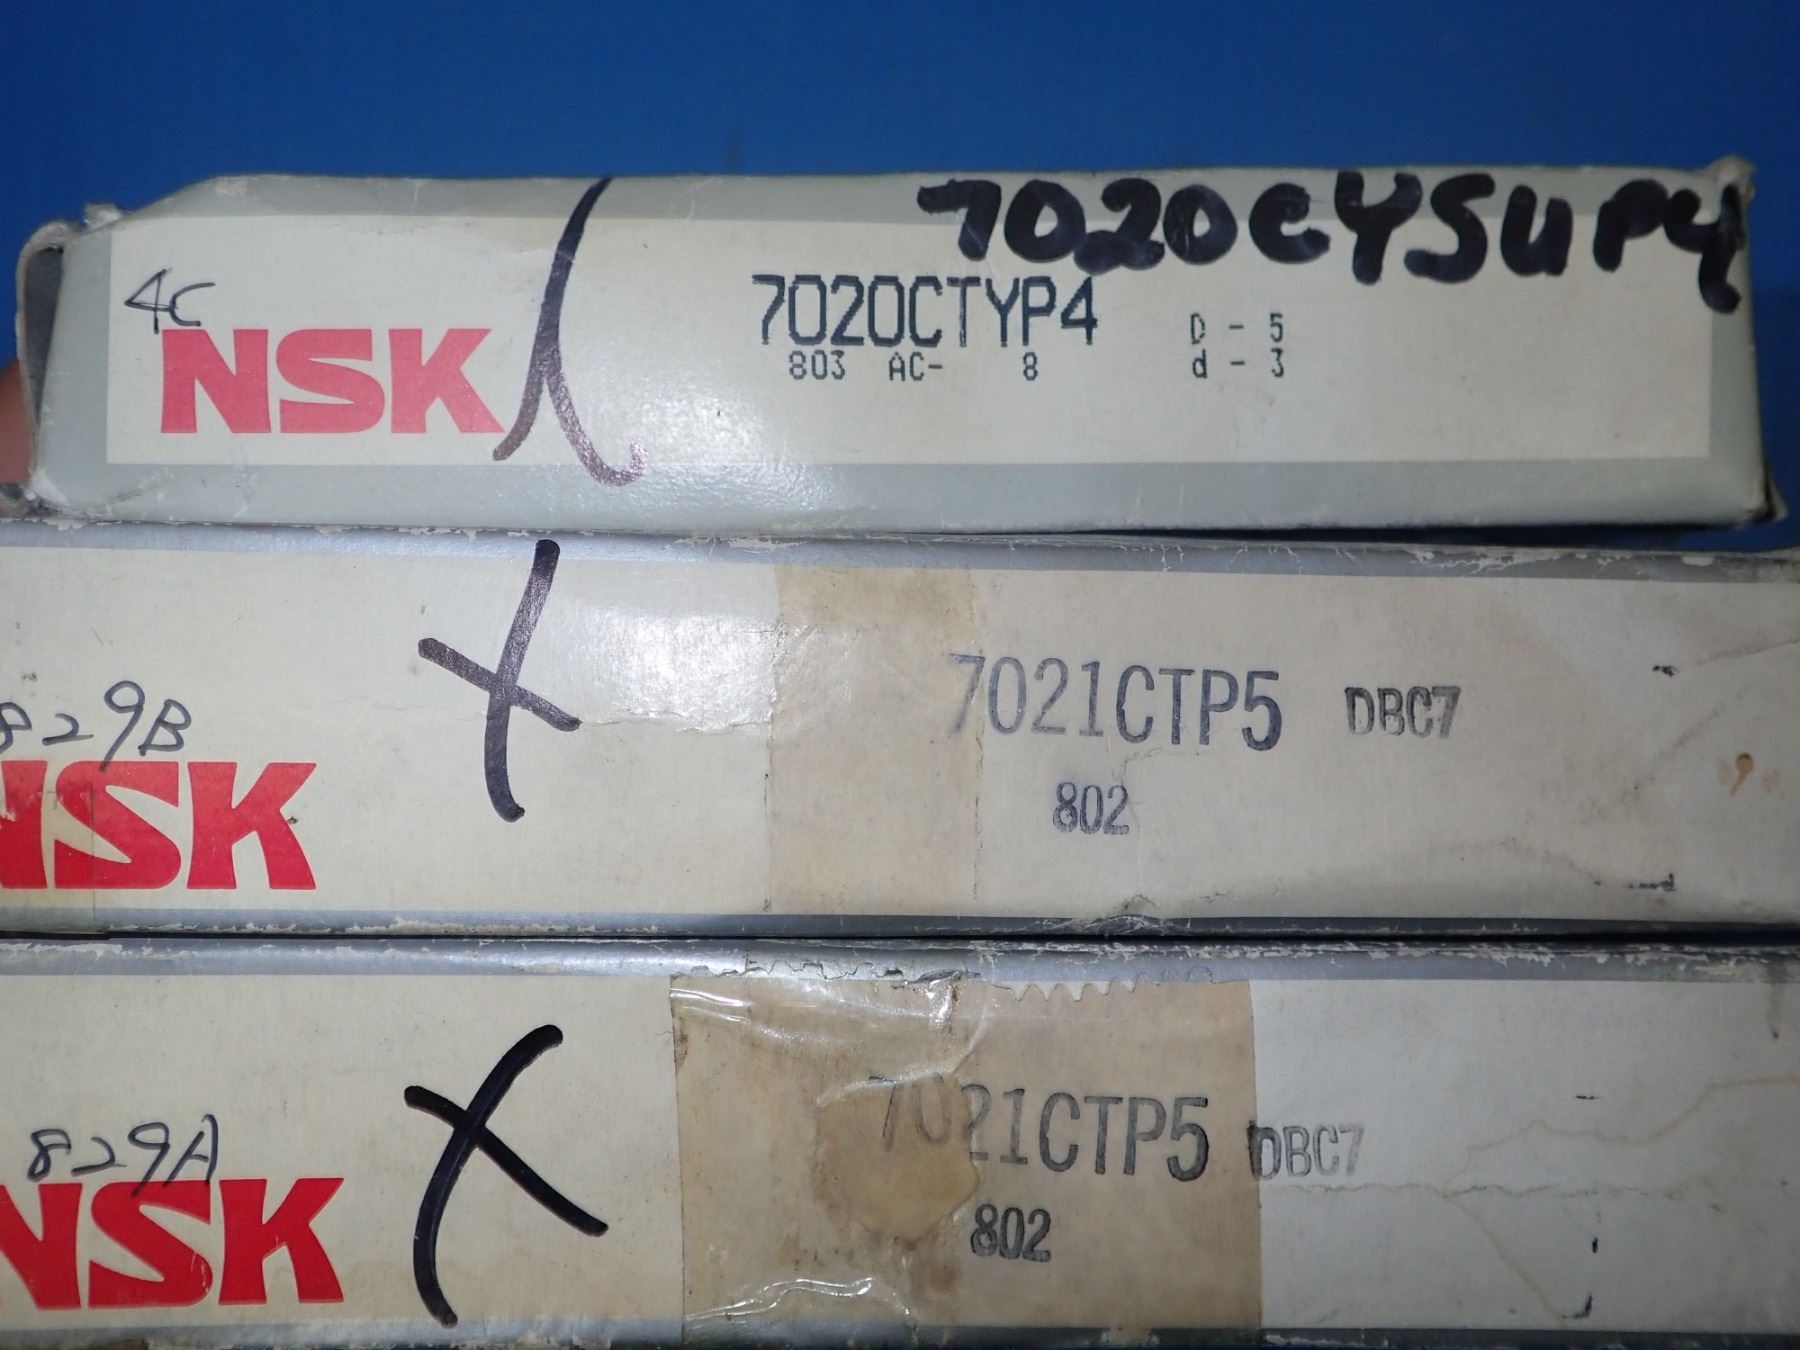 7020CYSUP4
4C
NSK
7020CTYP4
803 AC- 8
D - 5
d - 3
829B
NSK
7021CTP5 DBC7
802
829A
NSK
7021CTP5 DBC7
802